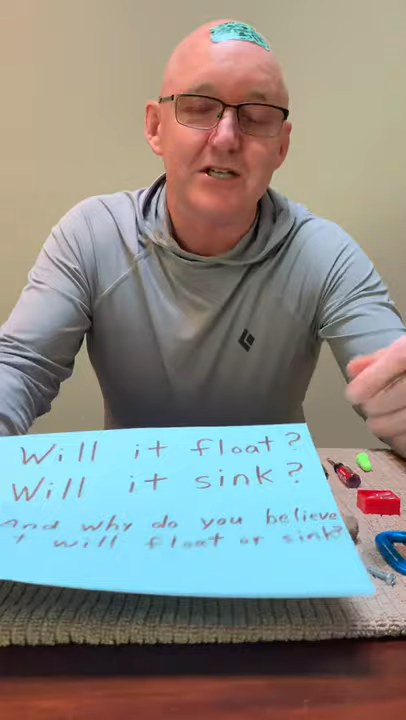 Will it float?
Will it sink?
And why do you believe
t will float or sink?